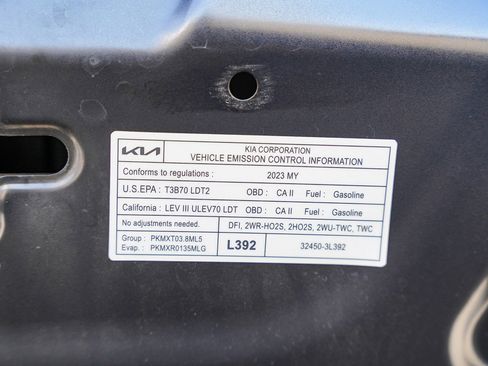 KIA KIA CORPORATION
VEHICLE EMISSION CONTROL INFORMATION
Conforms to regulations : 2023 MY
U.S.EPA : T3B70 LDT2 OBD : CA II Fuel : Gasoline
California : LEV III ULEV70 LDT OBD : CA II Fuel : Gasoline
No adjustments needed. DFI, 2WR-HO2S, 2HO2S, 2WU-TWC, TWC
Group : PKMXT03.8ML5
Evap. : PKMXR0135MLG
L392 32450-3L392